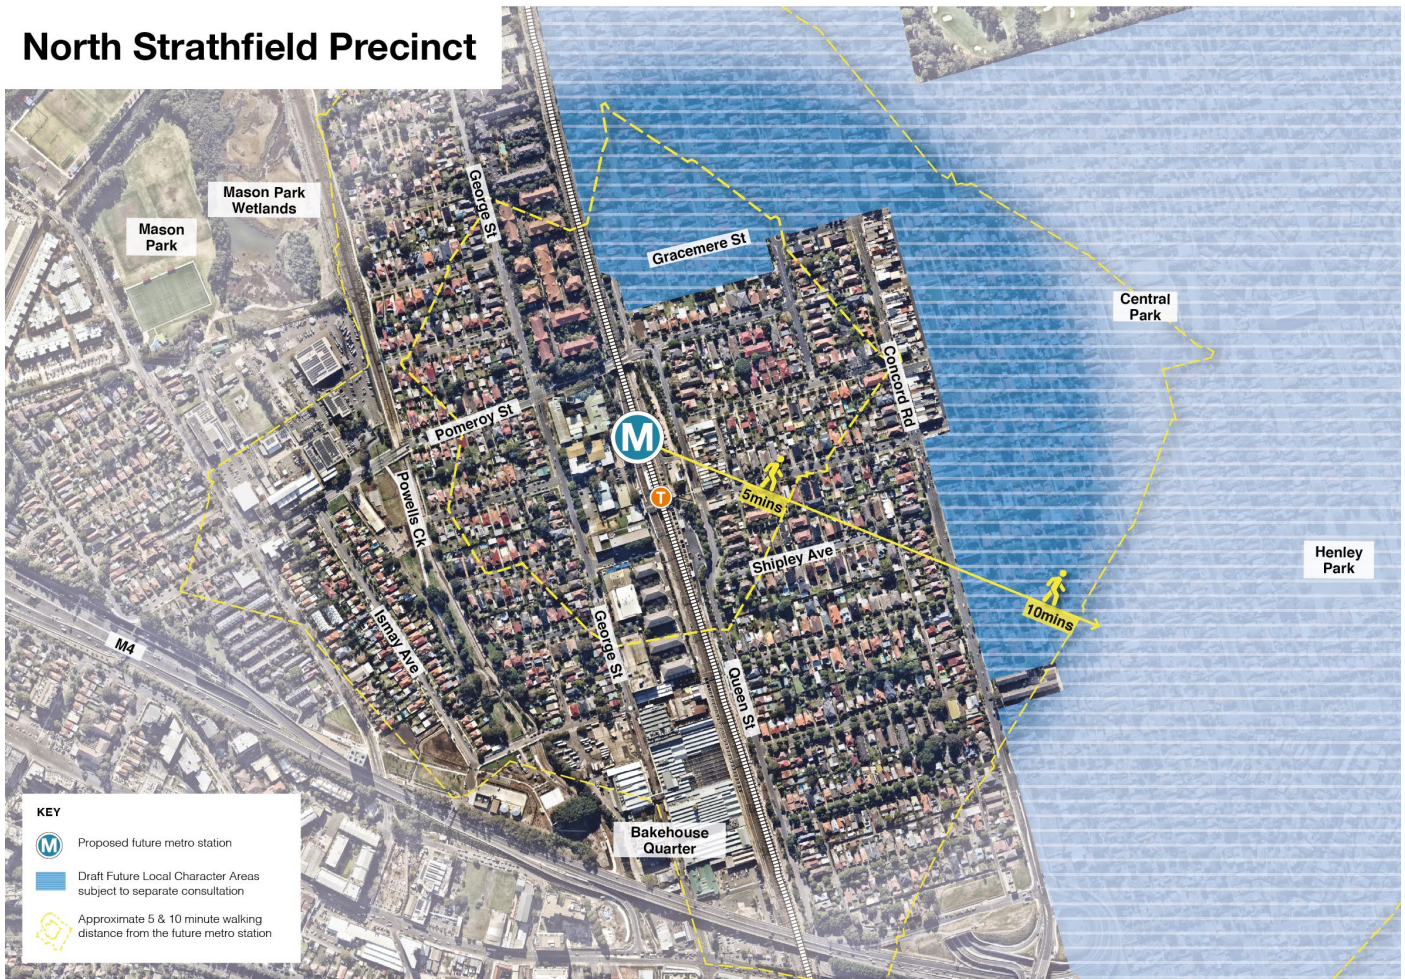 North Strathfield Precinct
Mason Park
Wetlands
Mason
Park
George St
Gracemere St
Central
Park
Concord Rd
Pomeroy St
M
T
5mins
Powells Ck
Shipley Ave
Henley
Park
10mins
Ismay Ave
George St
M4
Queen St
Bakehouse
Quarter
KEY
M
Proposed future metro station
Draft Future Local Character Areas
subject to separate consultation
Approximate 5 & 10 minute walking
distance from the future metro station